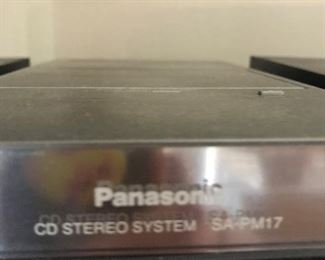 Panasonic
CD STEREO SYSTEM SA-PM17